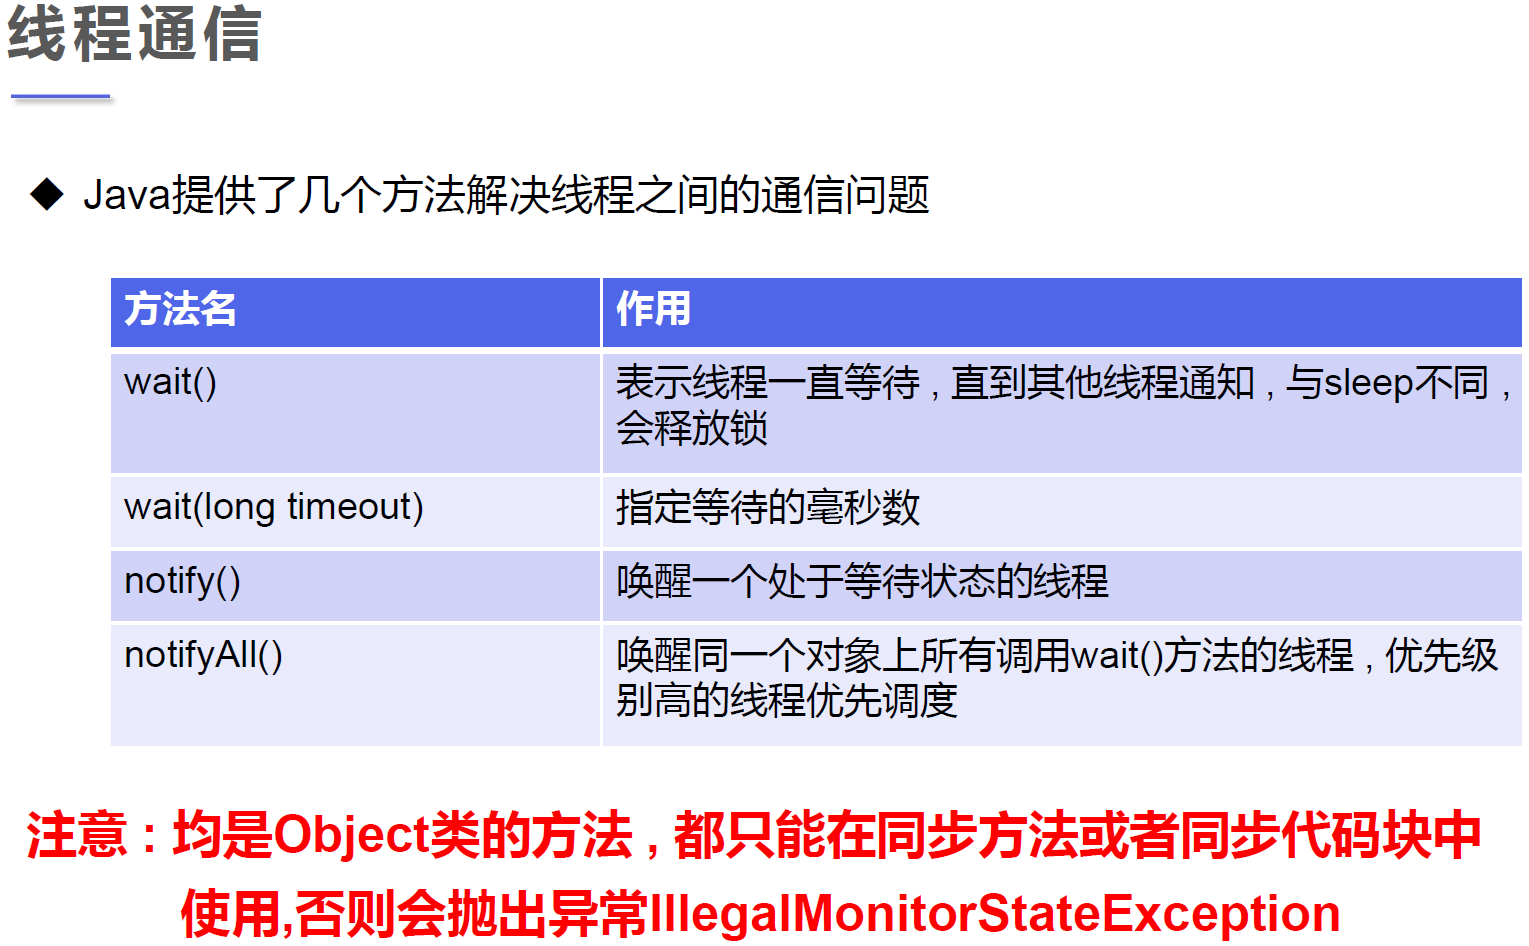 线程通信
◆ Java提供了几个方法解决线程之间的通信问题
方法名 作用
wait() 表示线程一直等待，直到其他线程通知，与sleep不同，
会释放锁
wait(long timeout) 指定等待的毫秒数
notify() 唤醒一个处于等待状态的线程
notifyAll() 唤醒同一个对象上所有调用wait()方法的线程，优先级
别高的线程优先调度
注意：均是Object类的方法，都只能在同步方法或者同步代码块中
使用,否则会抛出异常IllegalMonitorStateException